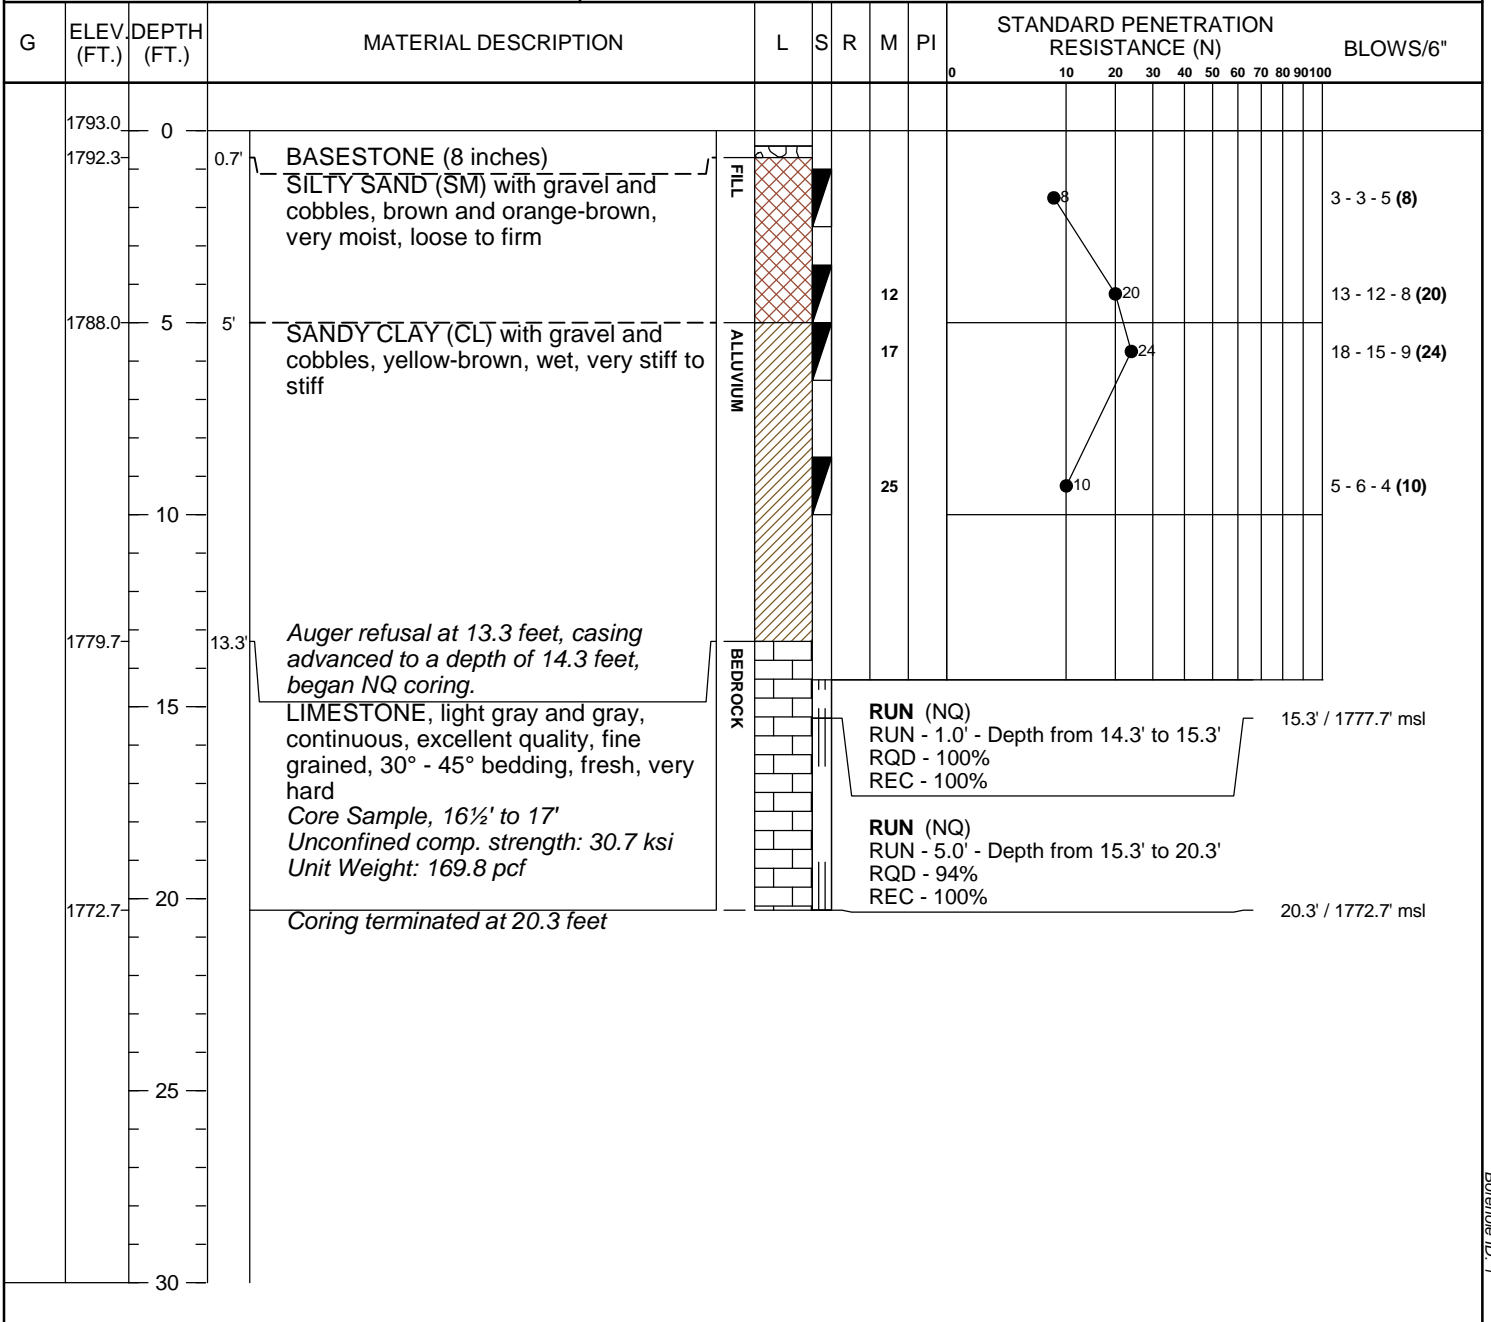 G ELEV. (FT.) DEPTH (FT.) MATERIAL DESCRIPTION L S R M PI STANDARD PENETRATION RESISTANCE (N) BLOWS/6"
0 10 20 30 40 50 60 70 80 90 100
1793.0 0
1792.3 0.7' BASESTONE (8 inches)
SILTY SAND (SM) with gravel and
cobbles, brown and orange-brown,
very moist, loose to firm
FILL
8 3 - 3 - 5 (8)
12 20 13 - 12 - 8 (20)
1788.0 5 5' SANDY CLAY (CL) with gravel and
cobbles, yellow-brown, wet, very stiff to
stiff
ALLUVIUM
17 24 18 - 15 - 9 (24)
25 10 5 - 6 - 4 (10)
10
1779.7 13.3' Auger refusal at 13.3 feet, casing
advanced to a depth of 14.3 feet,
began NQ coring.
BEDROCK
15
LIMESTONE, light gray and gray,
continuous, excellent quality, fine
grained, 30° - 45° bedding, fresh, very
hard
Core Sample, 16½' to 17'
Unconfined comp. strength: 30.7 ksi
Unit Weight: 169.8 pcf
RUN (NQ)
RUN - 1.0' - Depth from 14.3' to 15.3'
RQD - 100%
REC - 100%
15.3' / 1777.7' msl
RUN (NQ)
RUN - 5.0' - Depth from 15.3' to 20.3'
RQD - 94%
REC - 100%
20.3' / 1772.7' msl
20
1772.7 Coring terminated at 20.3 feet
25
30